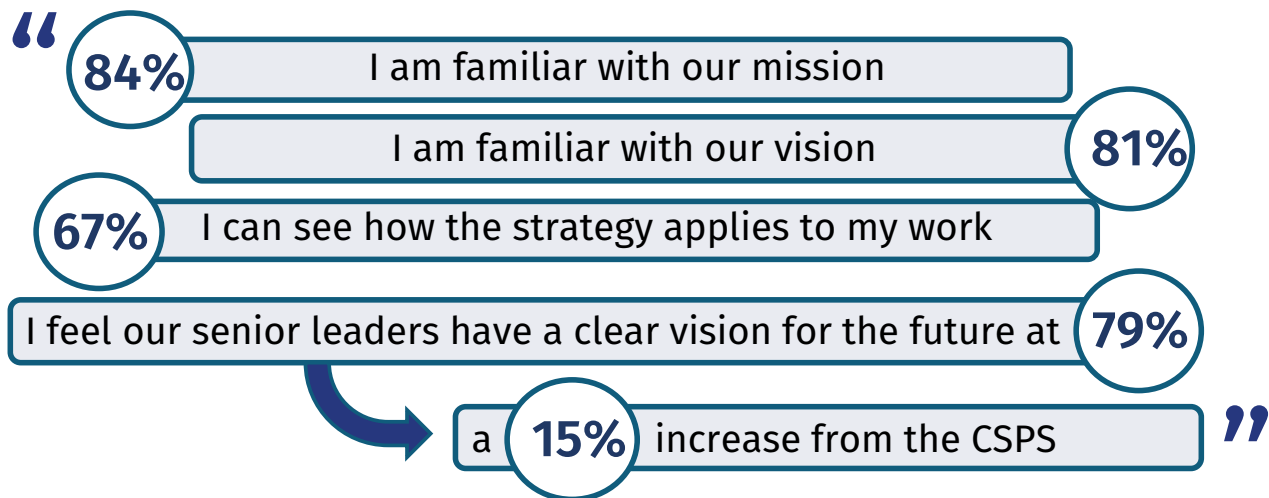 “
84% I am familiar with our mission
I am familiar with our vision 81%
67% I can see how the strategy applies to my work
I feel our senior leaders have a clear vision for the future at 79%
a 15% increase from the CSPS ”